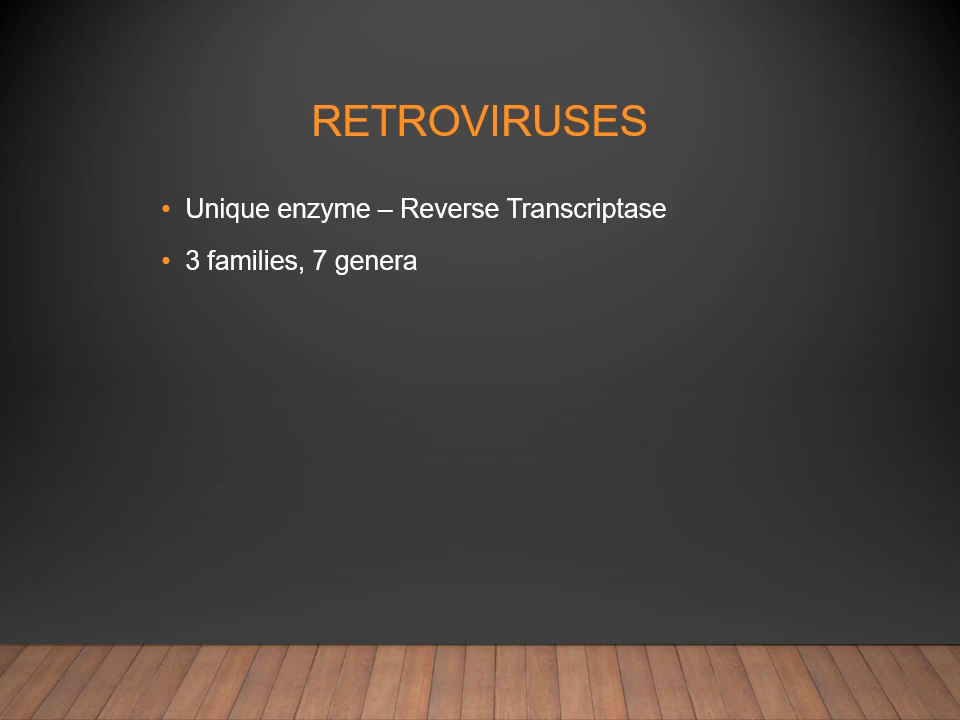 RETROVIRUSES
• Unique enzyme – Reverse Transcriptase
• 3 families, 7 genera